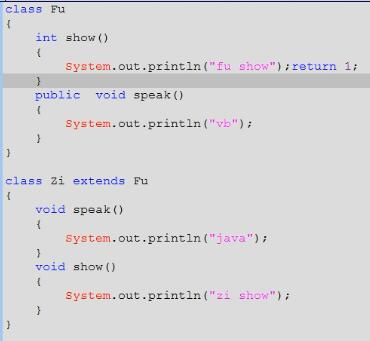 class Fu
{
int show()
{
System.out.println("fu show");return 1;
}
public  void speak()
{
System.out.println("vb");
}
}
class Zi extends Fu
{
void speak()
{
System.out.println("java");
}
void show()
{
System.out.println("zi show");
}
}